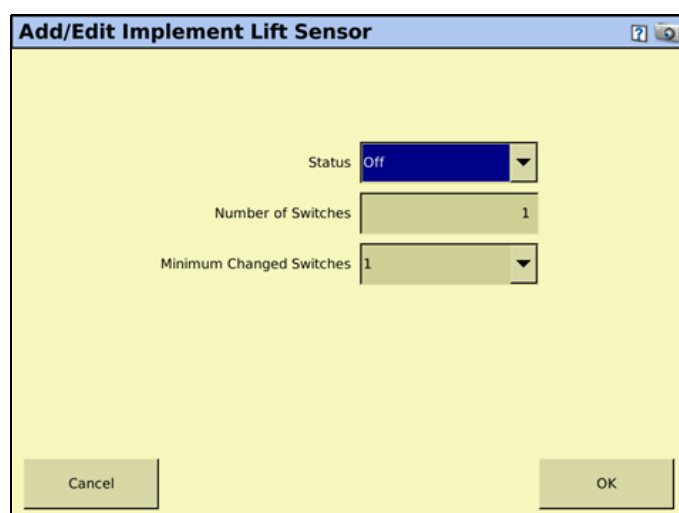 Add/Edit Implement Lift Sensor ?
Status Off
Number of Switches 1
Minimum Changed Switches 1
Cancel OK